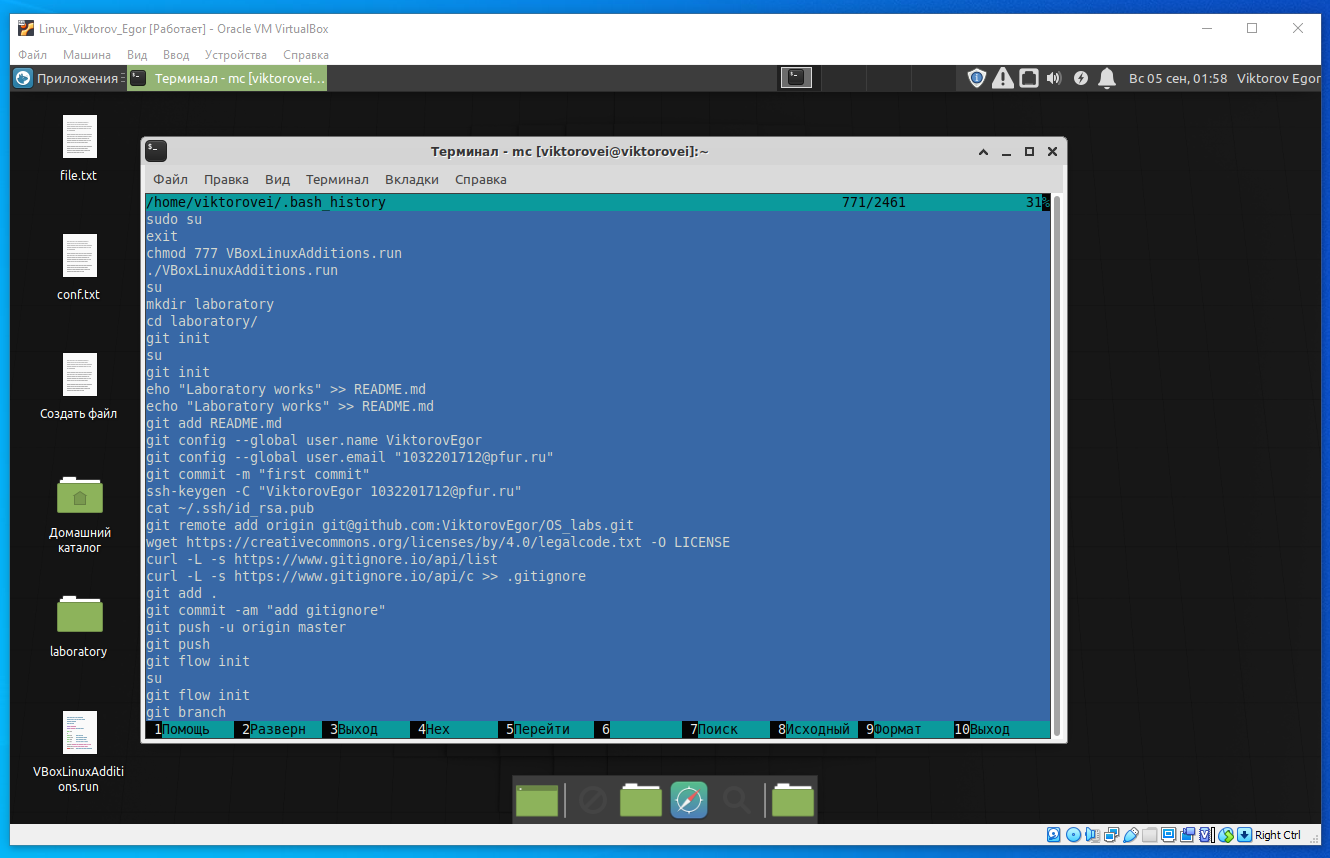 Linux_Viktorov_Egor [Работает] - Oracle VM VirtualBox
Файл Машина Вид Ввод Устройства Справка
Приложения Терминал - mc [viktorovei... Вс 05 сен, 01:58 Viktorov Egor
file.txt
conf.txt
Создать файл
Домашний
каталог
laboratory
VBoxLinuxAdditi
ons.run
Терминал - mc [viktorovei@viktorovei]:~
Файл Правка Вид Терминал Вкладки Справка
/home/viktorovei/.bash_history 771/2461 31%
sudo su
exit
chmod 777 VBoxLinuxAdditions.run
./VBoxLinuxAdditions.run
su
mkdir laboratory
cd laboratory/
git init
su
git init
eho "Laboratory works" >> README.md
echo "Laboratory works" >> README.md
git add README.md
git config --global user.name ViktorovEgor
git config --global user.email "1032201712@pfur.ru"
git commit -m "first commit"
ssh-keygen -C "ViktorovEgor 1032201712@pfur.ru"
cat ~/.ssh/id_rsa.pub
git remote add origin git@github.com:ViktorovEgor/OS_labs.git
wget https://creativecommons.org/licenses/by/4.0/legalcode.txt -O LICENSE
curl -L -s https://www.gitignore.io/api/list
curl -L -s https://www.gitignore.io/api/c >> .gitignore
git add .
git commit -am "add gitignore"
git push -u origin master
git push
git flow init
su
git flow init
git branch
1Помощь 2Разверн 3Выход 4Hex 5Перейти 6 7Поиск 8Исходный 9Формат 10Выход
Right Ctrl